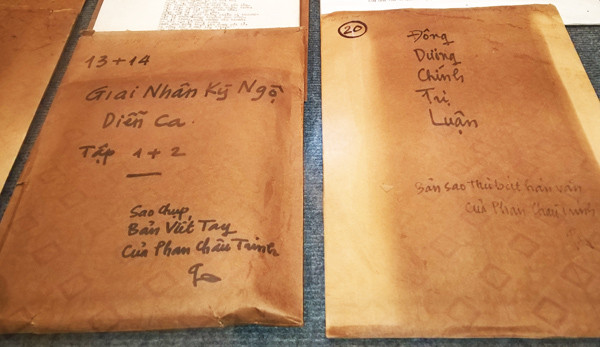 13+14
Giai Nhân Kỳ Ngộ
Diễn Ca.
Tập 1+2
Sao chụp,
Bản Viết Tay
Của Phan Châu Trinh
20
Đông
Dương
Chính
Trị
Luận
Bản sao thủ bút hán văn
của Phan Châu Trinh